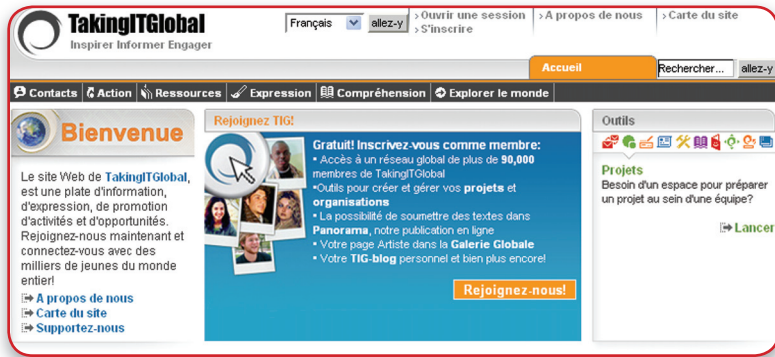 TakingITGlobal
Inspirer Informer Engager
Français allez-y
› Ouvrir une session
› S'inscrire
› A propos de nous
› Carte du site
Accueil
Rechercher... allez-y
Contacts Action Ressources Expression Compréhension Explorer le monde
Bienvenue
Le site Web de TakingITGlobal,
est une plate d'information,
d'expression, de promotion
d'activités et d'opportunités.
Rejoignez-nous maintenant et
connectez-vous avec des
milliers de jeunes du monde
entier!
A propos de nous
Carte du site
Supportez-nous
Rejoignez TIG!
Gratuit! Inscrivez-vous comme membre:
▪ Accès à un réseau global de plus de 90,000
membres de TakingITGlobal
▪Outils pour créer et gérer vos projets et
organisations
▪ La possibilité de soumettre des textes dans
Panorama, notre publication en ligne
▪ Votre page Artiste dans la Galerie Globale
▪ Votre TIG-blog personnel et bien plus encore!
Rejoignez-nous!
Outils
Projets
Besoin d'un espace pour préparer
un projet au sein d'une équipe?
Lancer